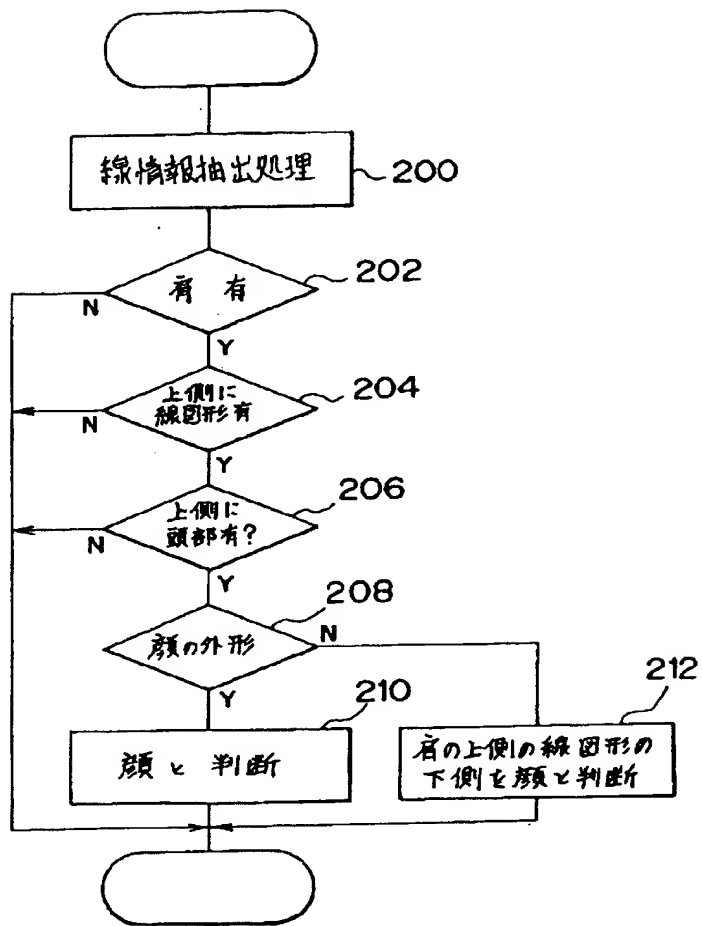 線情報抽出処理
200
肩 有
202
N
Y
上側に
線図形有
204
N
Y
上側に
頭部有?
206
N
Y
顔の外形
208
N
Y
顔と判断
210
肩の上側の線図形の
下側を顔と判断
212